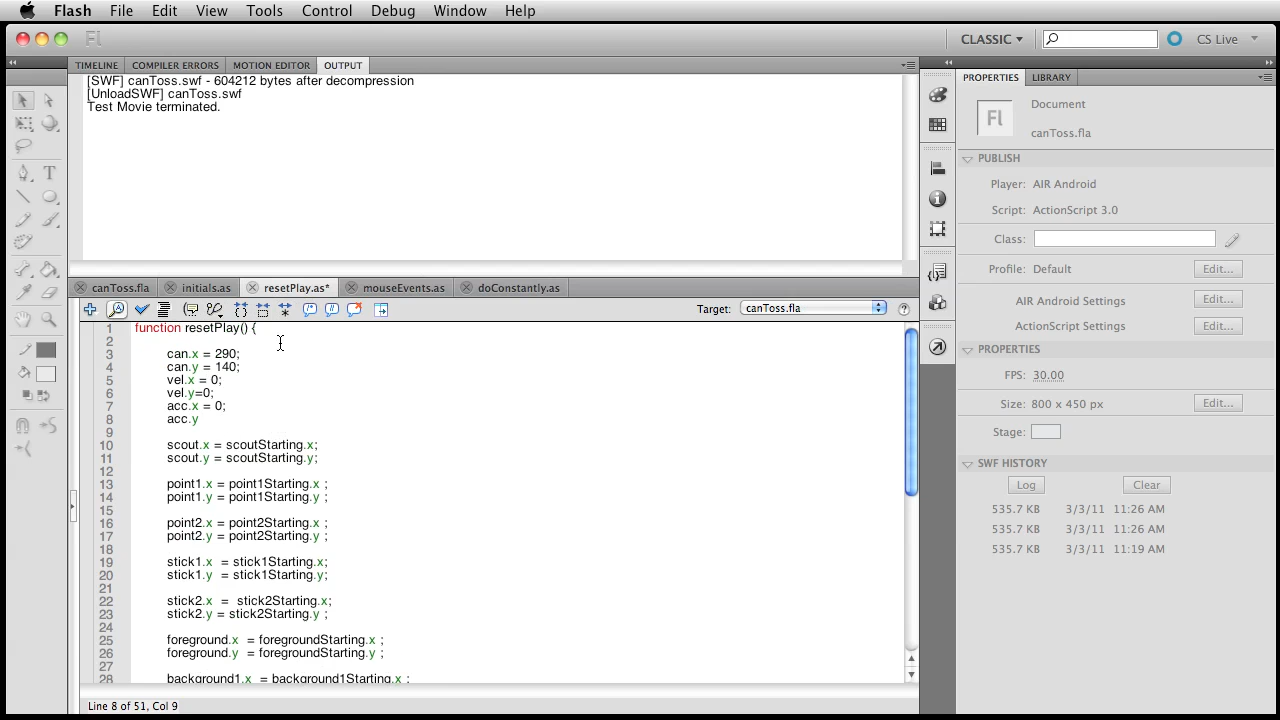 Flash File Edit View Tools Control Debug Window Help
Fl CLASSIC CS Live
TIMELINE COMPILER ERRORS MOTION EDITOR OUTPUT
[SWF] canToss.swf - 604212 bytes after decompression
[UnloadSWF] canToss.swf
Test Movie terminated.
canToss.fla initials.as resetPlay.as* mouseEvents.as doConstantly.as
Target: canToss.fla
1 function resetPlay() {
2
3 can.x = 290;
4 can.y = 140;
5 vel.x = 0;
6 vel.y=0;
7 acc.x = 0;
8 acc.y
9
10 scout.x = scoutStarting.x;
11 scout.y = scoutStarting.y;
12
13 point1.x = point1Starting.x ;
14 point1.y = point1Starting.y ;
15
16 point2.x = point2Starting.x ;
17 point2.y = point2Starting.y ;
18
19 stick1.x  = stick1Starting.x;
20 stick1.y  = stick1Starting.y;
21
22 stick2.x  =  stick2Starting.x;
23 stick2.y = stick2Starting.y ;
24
25 foreground.x  = foregroundStarting.x ;
26 foreground.y  = foregroundStarting.y ;
27
28 background1.x  = background1Starting.x ;
Line 8 of 51, Col 9
PROPERTIES LIBRARY
Fl
Document
canToss.fla
PUBLISH
Player: AIR Android
Script: ActionScript 3.0
Class:
Profile: Default Edit...
AIR Android Settings Edit...
ActionScript Settings Edit...
PROPERTIES
FPS: 30.00
Size: 800 x 450 px Edit...
Stage:
SWF HISTORY
Log Clear
535.7 KB 3/3/11 11:26 AM
535.7 KB 3/3/11 11:26 AM
535.7 KB 3/3/11 11:19 AM